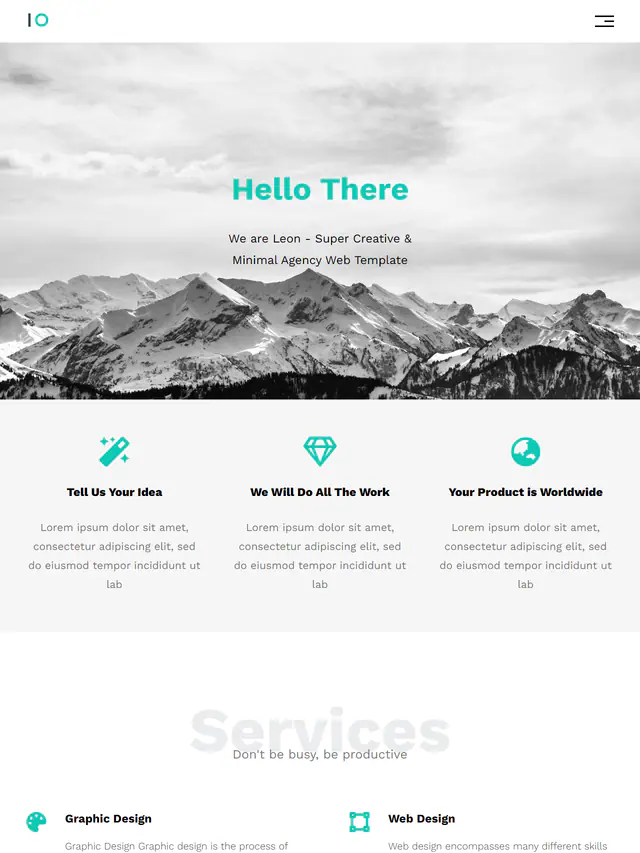 IO
Hello There
We are Leon - Super Creative &
Minimal Agency Web Template
Tell Us Your Idea
Lorem ipsum dolor sit amet,
consectetur adipiscing elit, sed
do eiusmod tempor incididunt ut
lab
We Will Do All The Work
Lorem ipsum dolor sit amet,
consectetur adipiscing elit, sed
do eiusmod tempor incididunt ut
lab
Your Product is Worldwide
Lorem ipsum dolor sit amet,
consectetur adipiscing elit, sed
do eiusmod tempor incididunt ut
lab
Services
Don't be busy, be productive
Graphic Design
Graphic Design Graphic design is the process of
Web Design
Web design encompasses many different skills